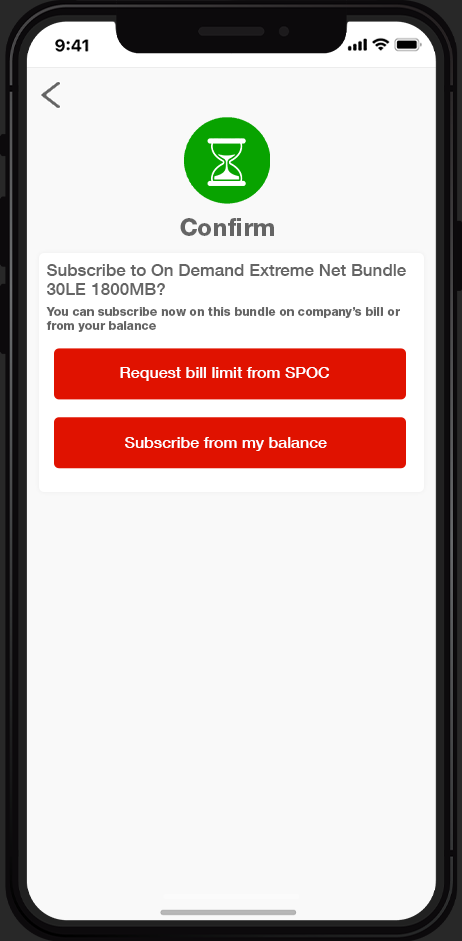 9:41
Confirm
Subscribe to On Demand Extreme Net Bundle
30LE 1800MB?
You can subscribe now on this bundle on company's bill or
from your balance
Request bill limit from SPOC
Subscribe from my balance